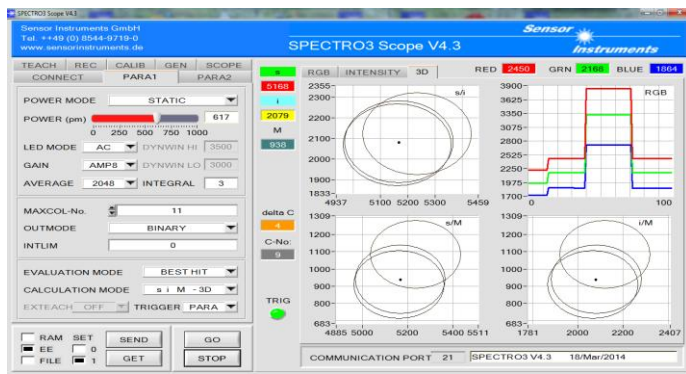 SPECTRO3 Scope V4.3
Sensor Instruments GmbH
Tel. ++49 (0) 8544-9719-0
www.sensorinstruments.de
SPECTRO3 Scope V4.3
Sensor
Instruments
TEACH REC CALIB GEN SCOPE
CONNECT PARA1 PARA2
POWER MODE STATIC
POWER (pm) 617
0 250 500 750 1000
LED MODE AC DYNWIN HI 3500
GAIN AMP8 DYNWIN LO 3000
AVERAGE 2048 INTEGRAL 3
MAXCOL-No. 11
OUTMODE BINARY
INTLIM 0
EVALUATION MODE BEST HIT
CALCULATION MODE s i M - 3D
EXTEACH OFF TRIGGER PARA
RAM SET SEND GO
EE 0
FILE 1 GET STOP
s
5168
i
2079
M
938
delta C
4
C-No:
9
TRIG
RGB INTENSITY 3D RED 2450 GRN 2168 BLUE 1864
s/i
2355
2300
2200
2100
2000
1900
1833
4937 5100 5200 5300 5459
RGB
3900
3625
3350
3075
2800
2525
2250
1975
1700
0 100
s/M
1309
1200
1100
1000
900
800
683
4885 5000 5200 5400 5511
i/M
1309
1200
1100
1000
900
800
683
1781 2000 2200 2407
COMMUNICATION PORT 21 SPECTRO3 V4.3 18/Mar/2014